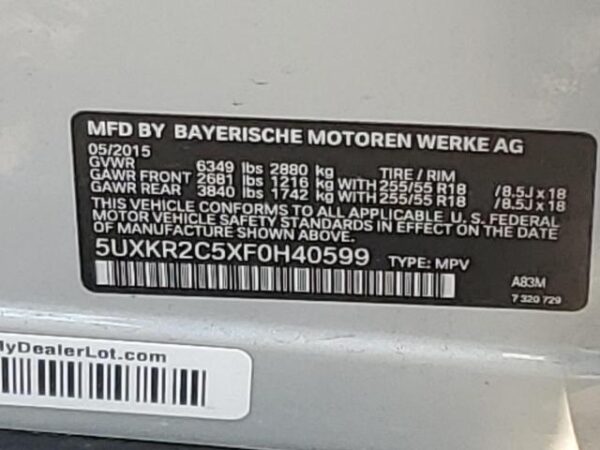 MFD BY BAYERISCHE MOTOREN WERKE AG
05/2015
GVWR 6349 lbs 2880 kg TIRE / RIM
GAWR FRONT 2681 lbs 1216 kg WITH 255/55 R18 /8.5J x 18
GAWR REAR 3840 lbs 1742 kg WITH 255/55 R18 /8.5J x 18
THIS VEHICLE CONFORMS TO ALL APPLICABLE U. S. FEDERAL
MOTOR VEHICLE SAFETY STANDARDS IN EFFECT ON THE DATE
OF MANUFACTURE SHOWN ABOVE.
5UXKR2C5XF0H40599 TYPE: MPV
A83M
7 320 729
MyDealerLot.com